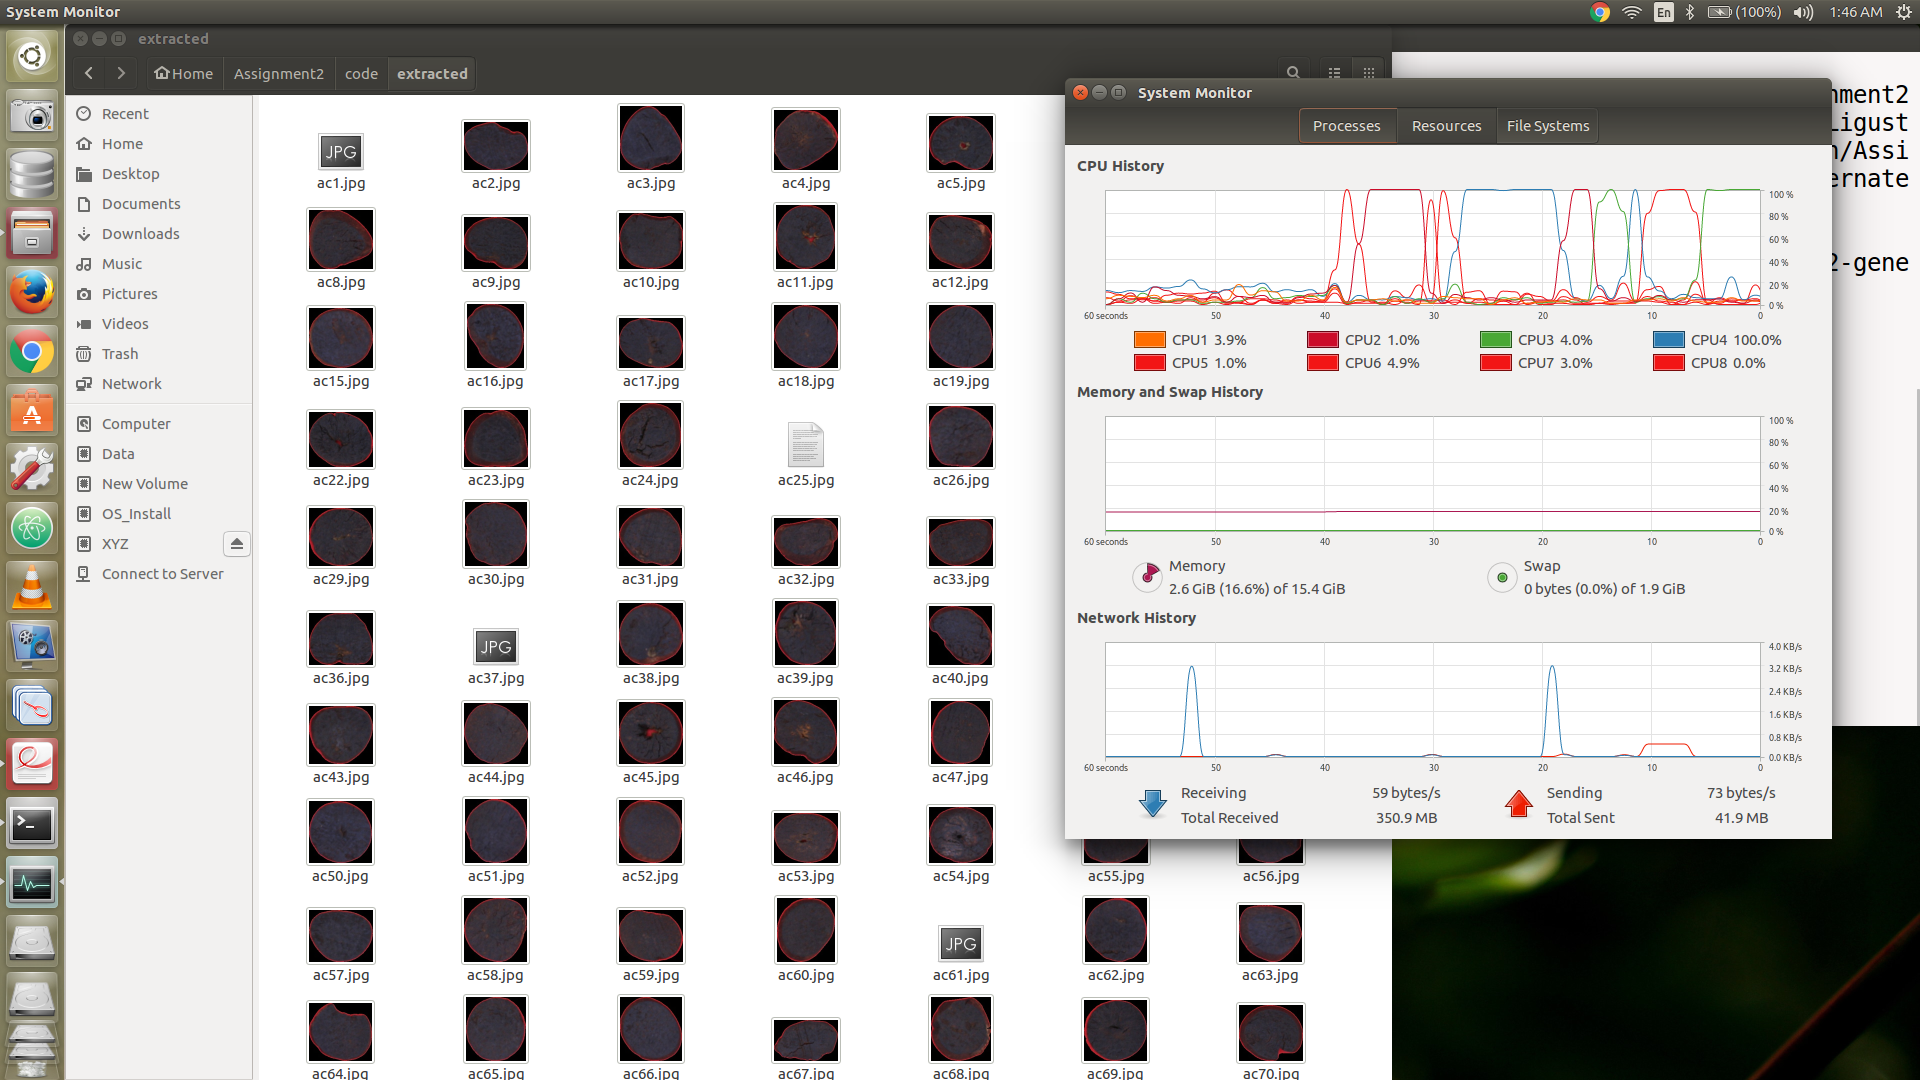 System Monitor
En
(100%)
1:46 AM
extracted
Home
Assignment2
code
extracted
Recent
Home
Desktop
Documents
Downloads
Music
Pictures
Videos
Trash
Network
Computer
Data
New Volume
OS_Install
XYZ
Connect to Server
JPG
ac1.jpg
ac2.jpg
ac3.jpg
ac4.jpg
ac5.jpg
ac8.jpg
ac9.jpg
ac10.jpg
ac11.jpg
ac12.jpg
ac15.jpg
ac16.jpg
ac17.jpg
ac18.jpg
ac19.jpg
ac22.jpg
ac23.jpg
ac24.jpg
ac25.jpg
ac26.jpg
ac29.jpg
ac30.jpg
ac31.jpg
ac32.jpg
ac33.jpg
JPG
ac36.jpg
ac37.jpg
ac38.jpg
ac39.jpg
ac40.jpg
ac43.jpg
ac44.jpg
ac45.jpg
ac46.jpg
ac47.jpg
ac50.jpg
ac51.jpg
ac52.jpg
ac53.jpg
ac54.jpg
ac55.jpg
ac56.jpg
JPG
ac57.jpg
ac58.jpg
ac59.jpg
ac60.jpg
ac61.jpg
ac62.jpg
ac63.jpg
ac64.jpg
ac65.jpg
ac66.jpg
ac67.jpg
ac68.jpg
ac69.jpg
ac70.jpg
System Monitor
Processes
Resources
File Systems
CPU History
100 %
80 %
60 %
40 %
20 %
0 %
60 seconds
50
40
30
20
10
0
CPU1 3.9%
CPU2 1.0%
CPU3 4.0%
CPU4 100.0%
CPU5 1.0%
CPU6 4.9%
CPU7 3.0%
CPU8 0.0%
Memory and Swap History
100 %
80 %
60 %
40 %
20 %
0 %
60 seconds
50
40
30
20
10
0
Memory
2.6 GiB (16.6%) of 15.4 GiB
Swap
0 bytes (0.0%) of 1.9 GiB
Network History
4.0 KB/s
3.2 KB/s
2.4 KB/s
1.6 KB/s
0.8 KB/s
0.0 KB/s
60 seconds
50
40
30
20
10
0
Receiving
59 bytes/s
Total Received
350.9 MB
Sending
73 bytes/s
Total Sent
41.9 MB
nment2
Ligust
n/Assi
ernate
2-gene